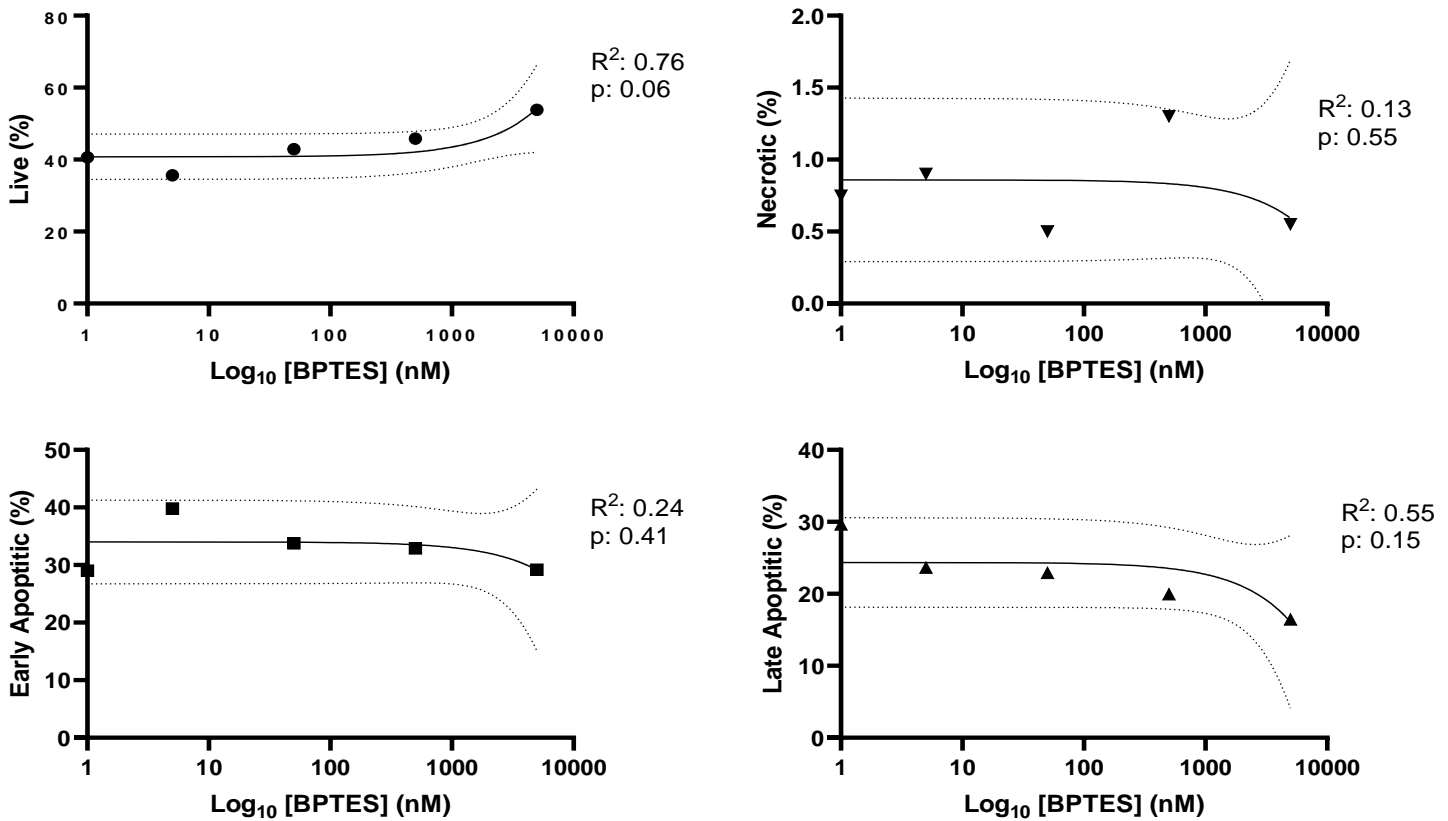 80
60
40
20
0
Live (%)
R²: 0.76
p: 0.06
1 10 100 1000 10000
Log₁₀ [BPTES] (nM)
2.0
1.5
1.0
0.5
0.0
Necrotic (%)
R²: 0.13
p: 0.55
1 10 100 1000 10000
Log₁₀ [BPTES] (nM)
50
40
30
20
10
0
Early Apoptitic (%)
R²: 0.24
p: 0.41
1 10 100 1000 10000
Log₁₀ [BPTES] (nM)
40
30
20
10
0
Late Apoptitic (%)
R²: 0.55
p: 0.15
1 10 100 1000 10000
Log₁₀ [BPTES] (nM)